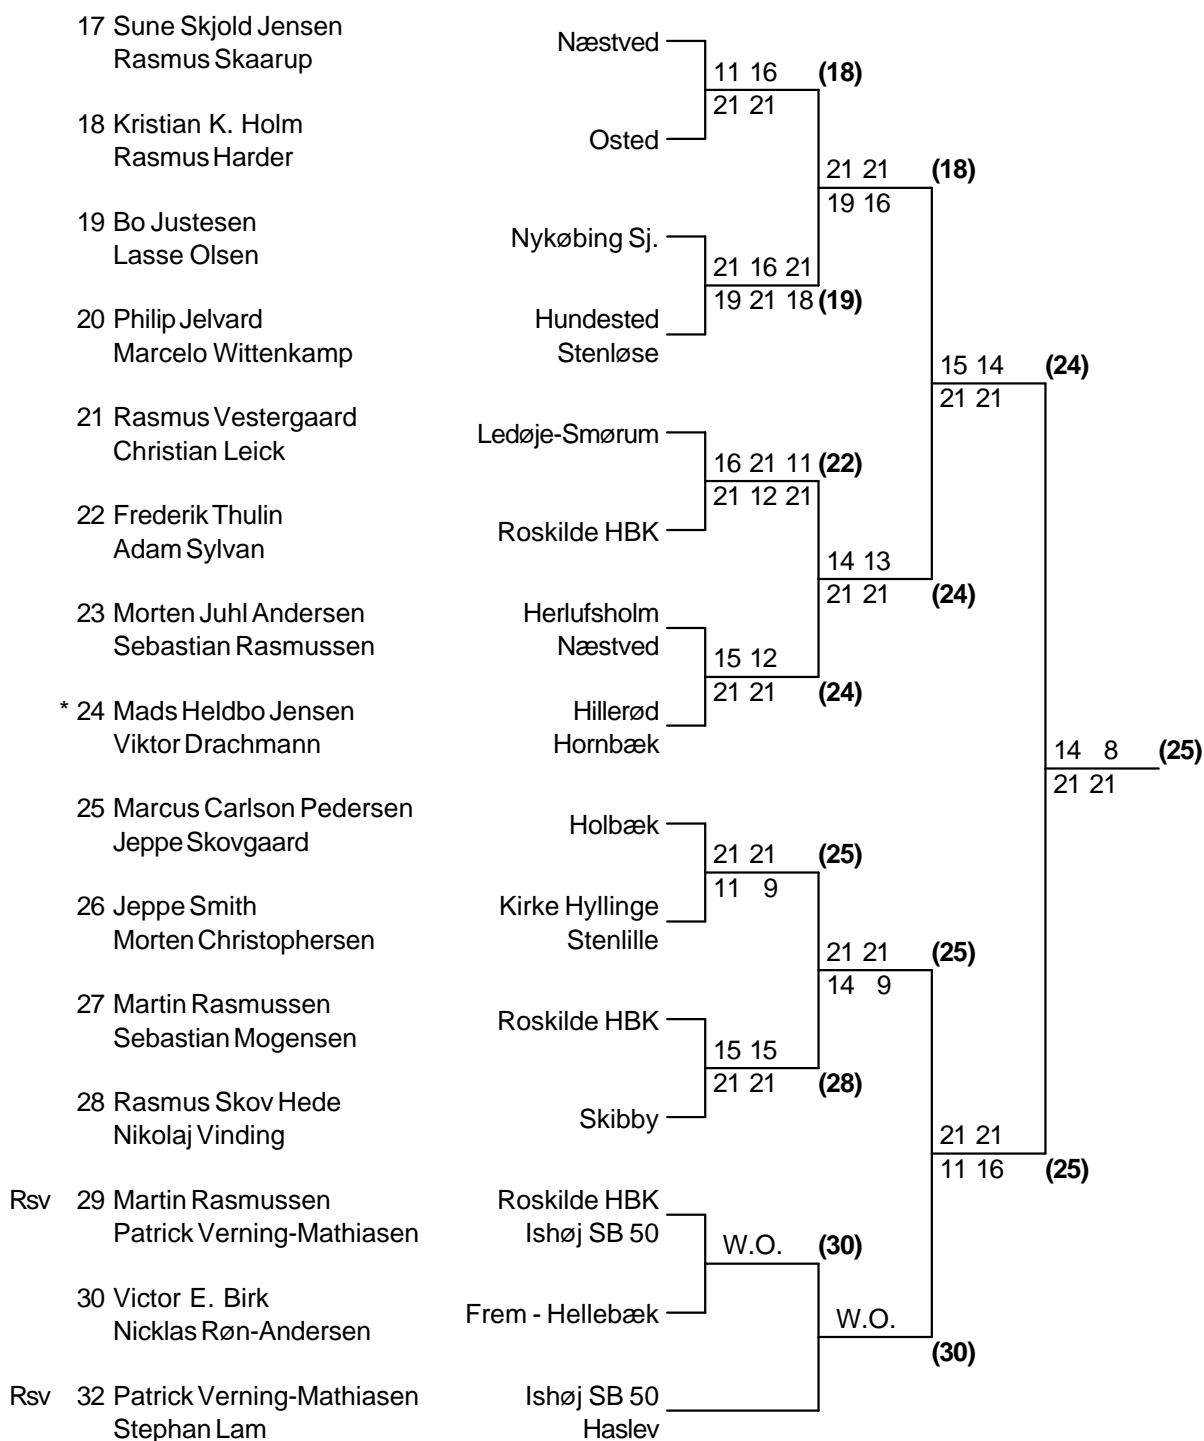 17 Sune Skjold Jensen
Rasmus Skaarup
Næstved
11 16 (18)
21 21
18 Kristian K. Holm
Rasmus Harder
Osted
21 21 (18)
19 16
19 Bo Justesen
Lasse Olsen
Nykøbing Sj.
21 16 21
19 21 18 (19)
20 Philip Jelvard
Marcelo Wittenkamp
Hundested
Stenløse
15 14 (24)
21 21
21 Rasmus Vestergaard
Christian Leick
Ledøje-Smørum
16 21 11 (22)
21 12 21
22 Frederik Thulin
Adam Sylvan
Roskilde HBK
14 13
21 21 (24)
23 Morten Juhl Andersen
Sebastian Rasmussen
Herlufsholm
Næstved
15 12
21 21 (24)
* 24 Mads Heldbo Jensen
Viktor Drachmann
Hillerød
Hornbæk
14 8 (25)
21 21
25 Marcus Carlson Pedersen
Jeppe Skovgaard
Holbæk
21 21 (25)
11 9
26 Jeppe Smith
Morten Christophersen
Kirke Hyllinge
Stenlille
21 21 (25)
14 9
27 Martin Rasmussen
Sebastian Mogensen
Roskilde HBK
15 15
21 21 (28)
28 Rasmus Skov Hede
Nikolaj Vinding
Skibby
21 21
11 16 (25)
Rsv 29 Martin Rasmussen
Patrick Verning-Mathiasen
Roskilde HBK
Ishøj SB 50
W.O. (30)
30 Victor E. Birk
Nicklas Røn-Andersen
Frem - Hellebæk
W.O.
(30)
Rsv 32 Patrick Verning-Mathiasen
Stephan Lam
Ishøj SB 50
Haslev